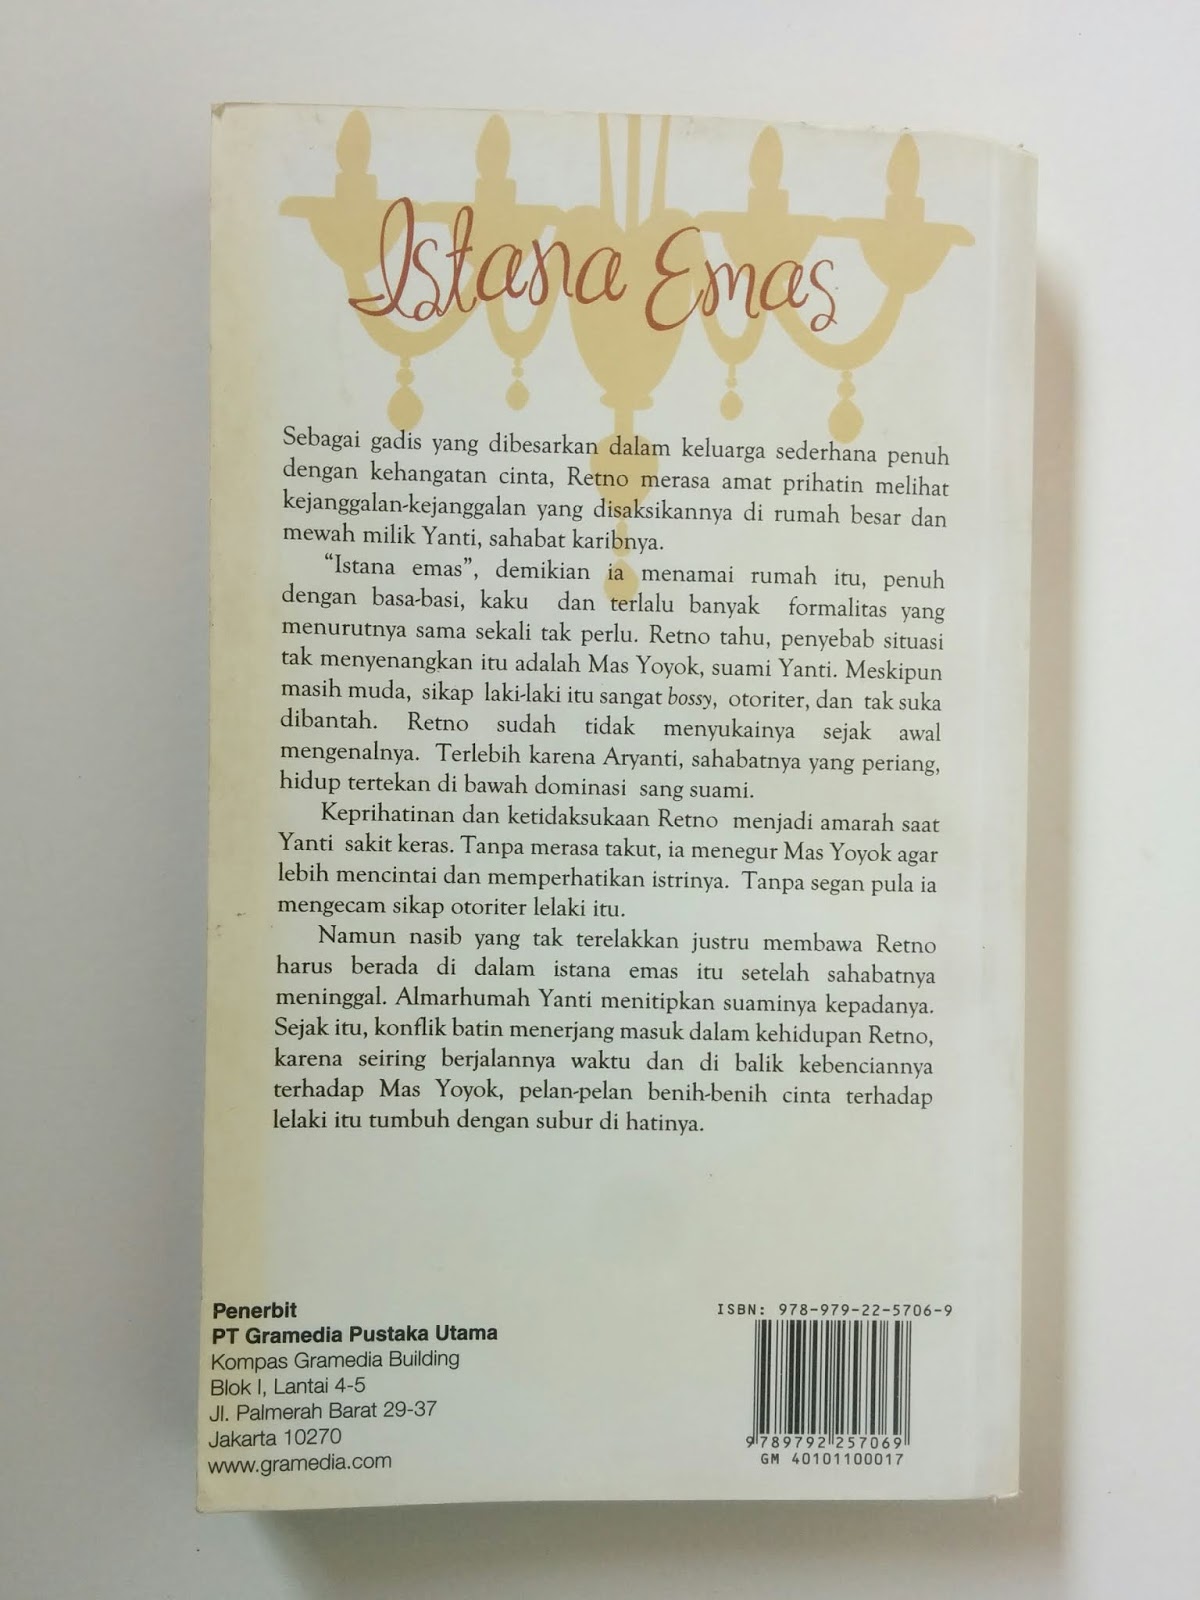 Istana Emas
Sebagai gadis yang dibesarkan dalam keluarga sederhana penuh
dengan kehangatan cinta, Retno merasa amat prihatin melihat
kejanggalan-kejanggalan yang disaksikannya di rumah besar dan
mewah milik Yanti, sahabat karibnya.
“Istana emas”, demikian ia menamai rumah itu, penuh
dengan basa-basi, kaku dan terlalu banyak formalitas yang
menurutnya sama sekali tak perlu. Retno tahu, penyebab situasi
tak menyenangkan itu adalah Mas Yoyok, suami Yanti. Meskipun
masih muda, sikap laki-laki itu sangat bossy, otoriter, dan tak suka
dibantah. Retno sudah tidak menyukainya sejak awal
mengenalnya. Terlebih karena Aryanti, sahabatnya yang periang,
hidup tertekan di bawah dominasi sang suami.
Keprihatinan dan ketidaksukaan Retno menjadi amarah saat
Yanti sakit keras. Tanpa merasa takut, ia menegur Mas Yoyok agar
lebih mencintai dan memperhatikan istrinya. Tanpa segan pula ia
mengecam sikap otoriter lelaki itu.
Namun nasib yang tak terelakkan justru membawa Retno
harus berada di dalam istana emas itu setelah sahabatnya
meninggal. Almarhumah Yanti menitipkan suaminya kepadanya.
Sejak itu, konflik batin menerjang masuk dalam kehidupan Retno,
karena seiring berjalannya waktu dan di balik kebenciannya
terhadap Mas Yoyok, pelan-pelan benih-benih cinta terhadap
lelaki itu tumbuh dengan subur di hatinya.
Penerbit
PT Gramedia Pustaka Utama
Kompas Gramedia Building
Blok I, Lantai 4-5
Jl. Palmerah Barat 29-37
Jakarta 10270
www.gramedia.com
ISBN: 978-979-22-5706-9
9 789792 257069
GM 40101100017